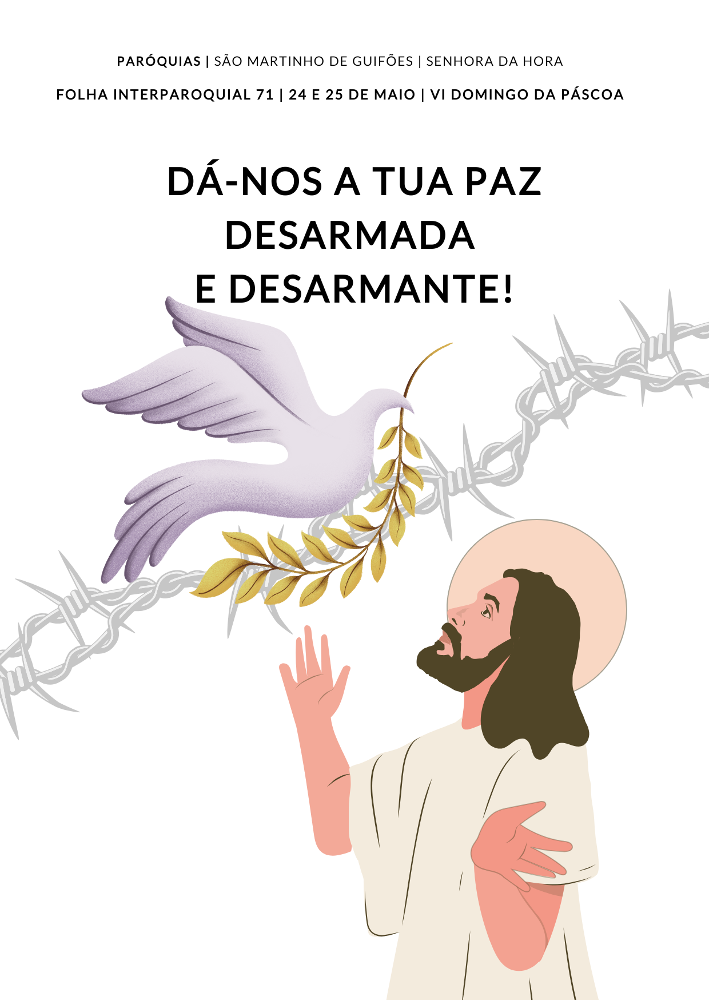 PARÓQUIAS | SÃO MARTINHO DE GUIFÕES | SENHORA DA HORA
FOLHA INTERPAROQUIAL 71 | 24 E 25 DE MAIO | VI DOMINGO DA PÁSCOA
DÁ-NOS A TUA PAZ
DESARMADA
E DESARMANTE!